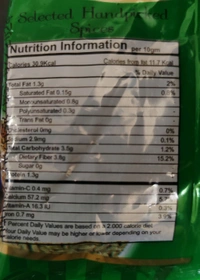 Selected Handpicked
Spices
Nutrition Information per 10gm
Calories 38.9Kcal Calories from fat 11.7 Kcal
% Daily Value
Total Fat 1.3g 2%
Saturated Fat 0.15g
Monounsaturated 0.8g
Polyunsaturated 0.3g
Trans Fat 0g
Cholesterol 0mg 0%
Sodium 2.9mg 0.1%
Total Carbohydrate 3.5g 1.2%
Dietary Fiber 3.8g 15.2%
Sugar 0g
Protein 1.3g
Vitamin-C 0.4 mg 0.7%
Calcium 57.2 mg
Vitamin-A 16.3 IU
Iron 0.7 mg
Percent Daily Values are based on a 2,000 calorie diet.
Your Daily Value may be higher or lower depending on your
calorie needs.